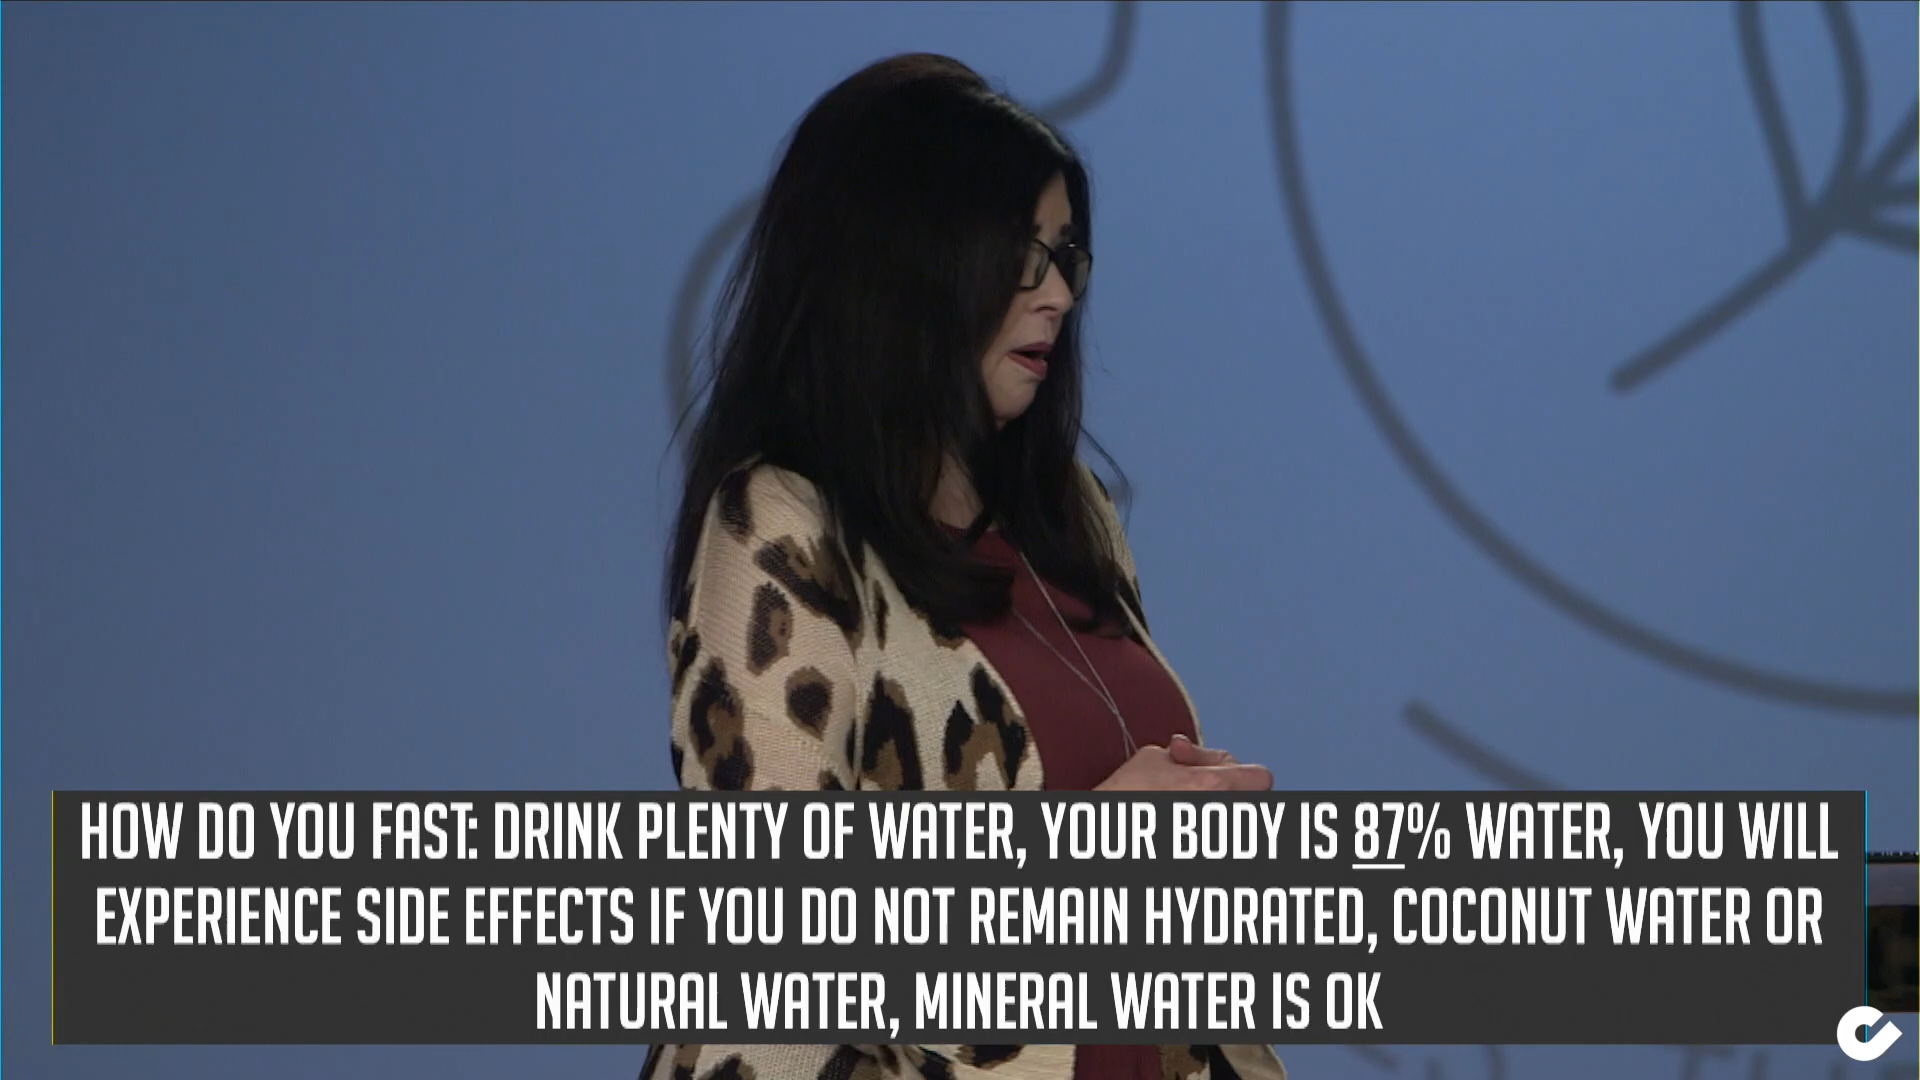 HOW DO YOU FAST: DRINK PLENTY OF WATER, YOUR BODY IS 87% WATER, YOU WILL
EXPERIENCE SIDE EFFECTS IF YOU DO NOT REMAIN HYDRATED, COCONUT WATER OR
NATURAL WATER, MINERAL WATER IS OK